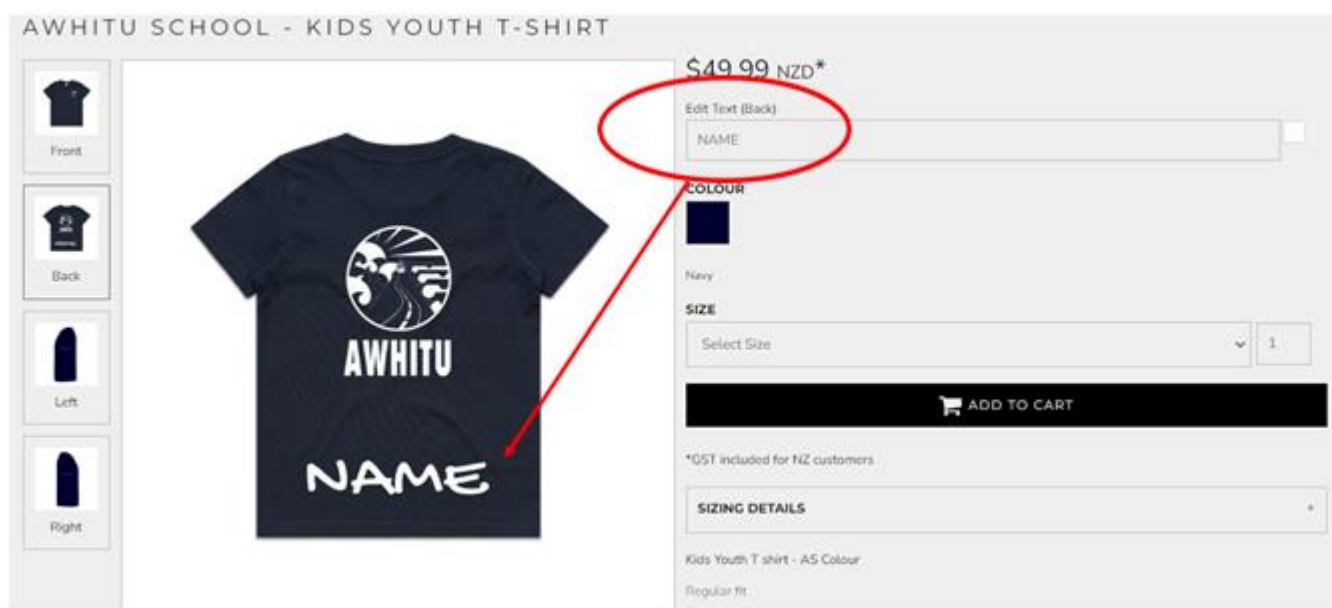 AWHITU SCHOOL - KIDS YOUTH T-SHIRT
Front
Back
Left
Right
AWHITU
NAME
$49.99 NZD*
Edit Text (Back)
NAME
COLOUR
Navy
SIZE
Select Size
1
ADD TO CART
*GST included for NZ customers
SIZING DETAILS +
Kids Youth T shirt - AS Colour
Regular fit